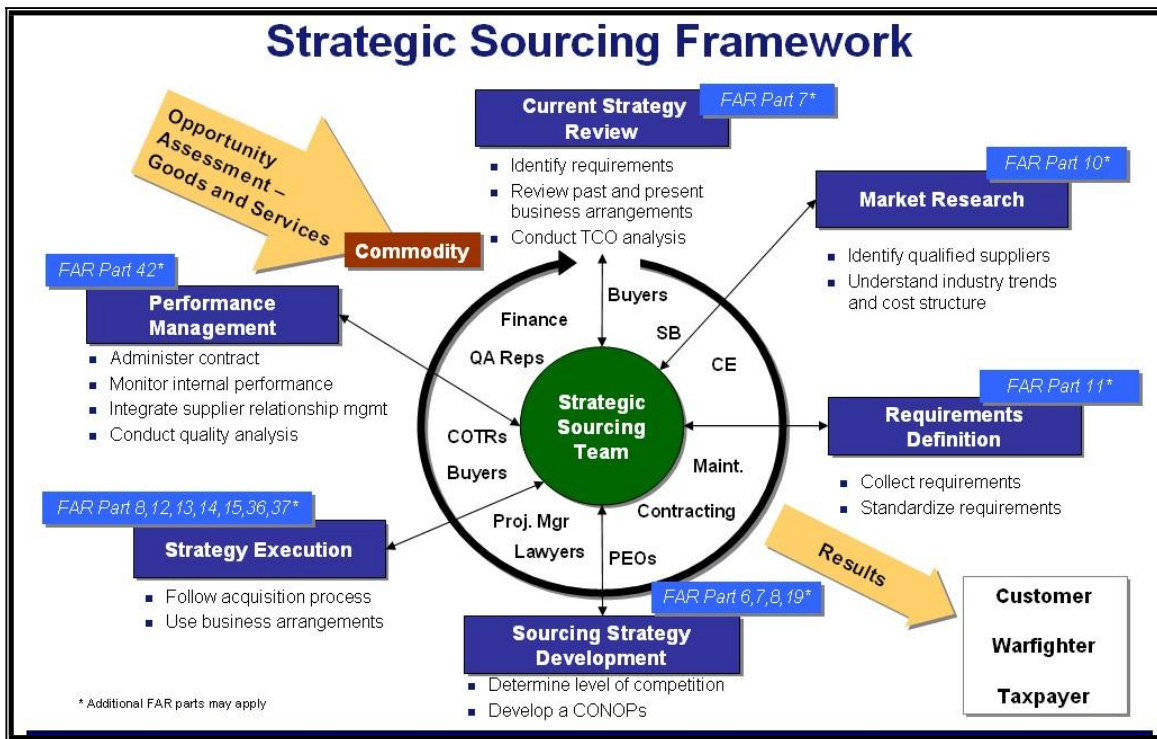 Strategic Sourcing Framework
Opportunity
Assessment –
Goods and Services
Commodity
FAR Part 7*
Current Strategy
Review
Identify requirements
Review past and present
business arrangements
Conduct TCO analysis
FAR Part 10*
Market Research
Identify qualified suppliers
Understand industry trends
and cost structure
FAR Part 11*
Requirements
Definition
Collect requirements
Standardize requirements
FAR Part 6,7,8,19*
Sourcing Strategy
Development
Determine level of competition
Develop a CONOPs
FAR Part 8,12,13,14,15,36,37*
Strategy Execution
Follow acquisition process
Use business arrangements
FAR Part 42*
Performance
Management
Administer contract
Monitor internal performance
Integrate supplier relationship mgmt
Conduct quality analysis
Strategic
Sourcing
Team
Buyers
SB
CE
Maint.
Contracting
PEOs
Lawyers
Proj. Mgr
Buyers
COTRs
QA Reps
Finance
Results
Customer
Warfighter
Taxpayer
* Additional FAR parts may apply